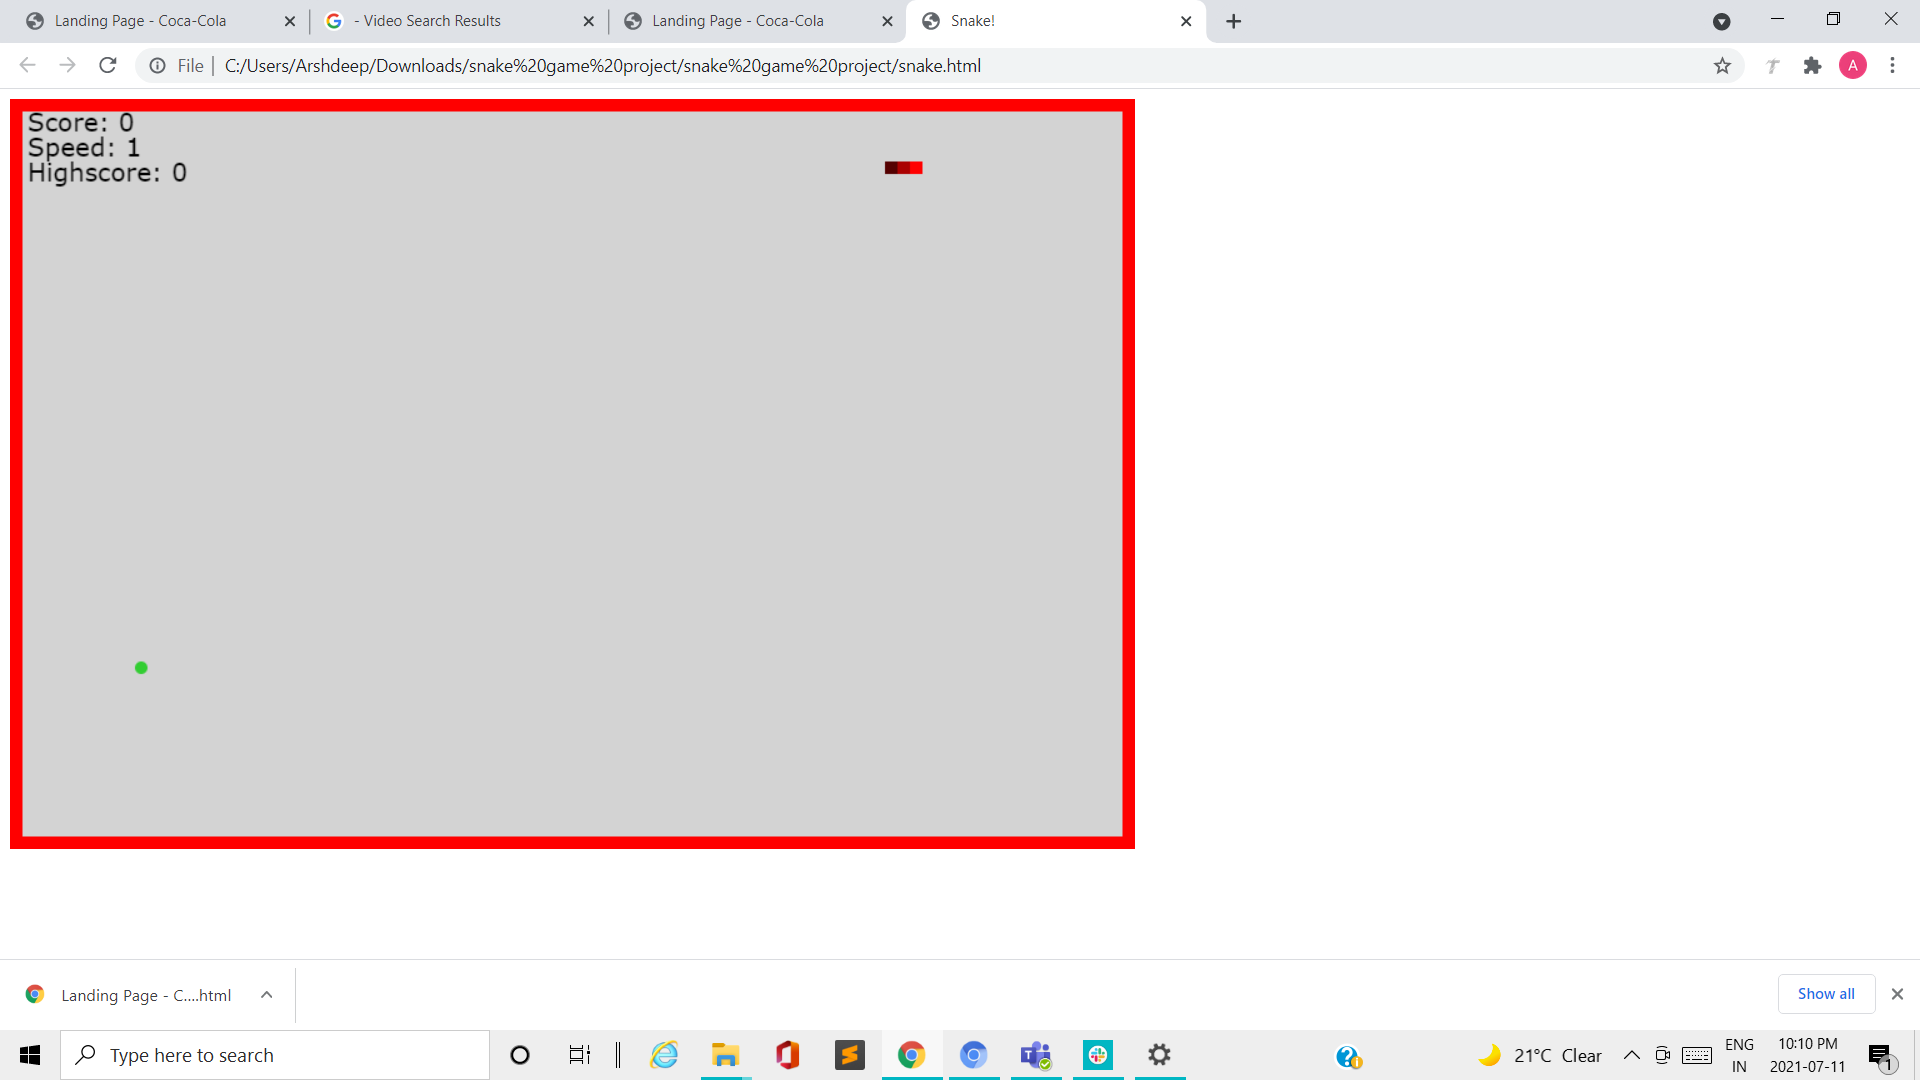 Landing Page - Coca-Cola
- Video Search Results
Landing Page - Coca-Cola
Snake!
File
C:/Users/Arshdeep/Downloads/snake%20game%20project/snake%20game%20project/snake.html
A
Score: 0
Speed: 1
Highscore: 0
Landing Page - C....html
Show all
Type here to search
21°C Clear
ENG
IN
10:10 PM
2021-07-11
1